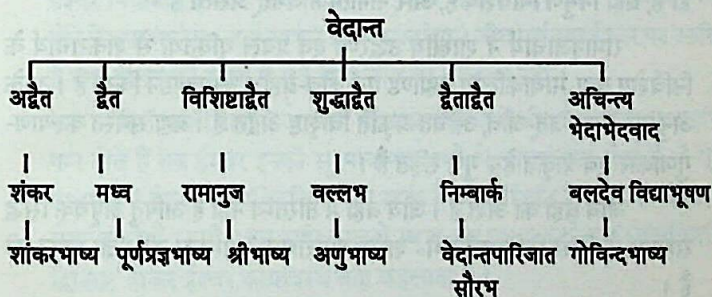 वेदान्त
अद्वैत द्वैत विशिष्टाद्वैत शुद्धाद्वैत द्वैताद्वैत अचिन्त्य
भेदाभेदवाद
शंकर मध्व रामानुज वल्लभ निम्बार्क बलदेव विद्याभूषण
शांकरभाष्य पूर्णप्रज्ञभाष्य श्रीभाष्य अणुभाष्य वेदान्तपारिजात गोविन्दभाष्य
सौरभ